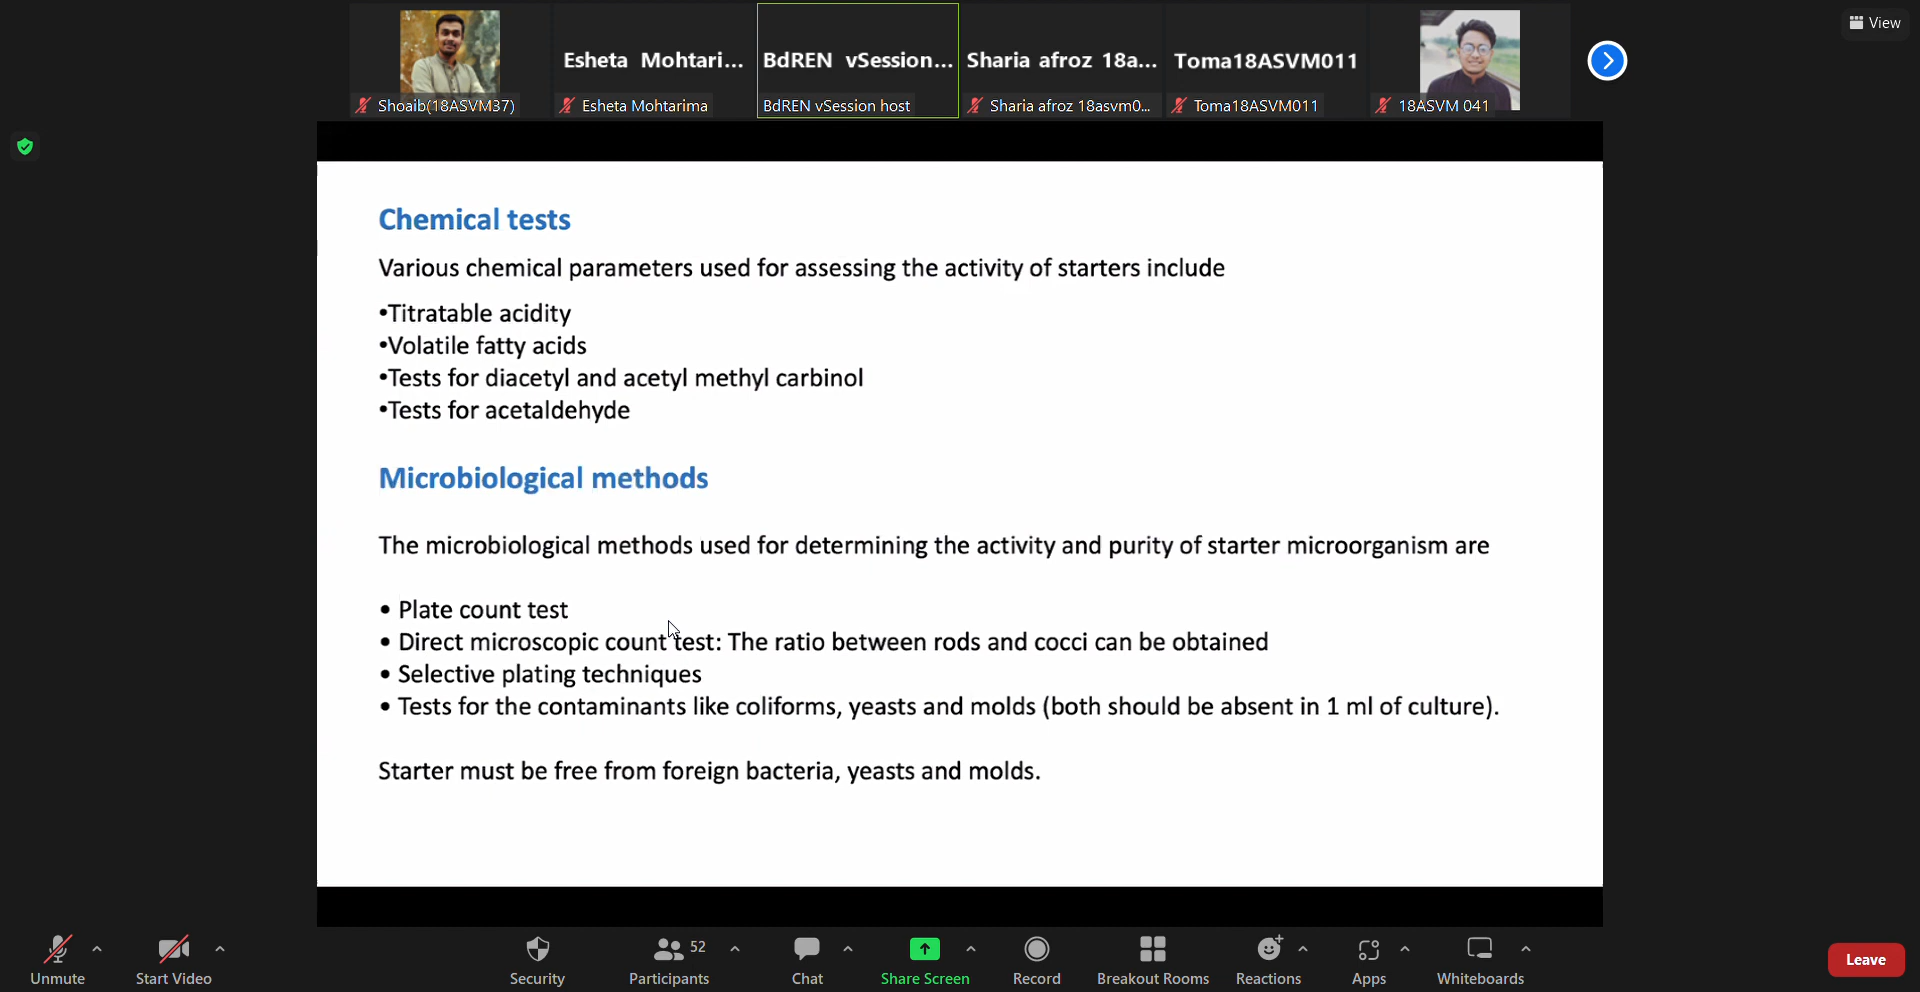 View
Esheta Mohtari...
BdREN vSession...
Sharia afroz 18a...
Toma18ASVM011
Shoaib(18ASVM37)
Esheta Mohtarima
BdREN vSession host
Sharia afroz 18asvm0...
Toma18ASVM011
18ASVM 041
Chemical tests
Various chemical parameters used for assessing the activity of starters include
•Titratable acidity
•Volatile fatty acids
•Tests for diacetyl and acetyl methyl carbinol
•Tests for acetaldehyde
Microbiological methods
The microbiological methods used for determining the activity and purity of starter microorganism are
• Plate count test
• Direct microscopic count test: The ratio between rods and cocci can be obtained
• Selective plating techniques
• Tests for the contaminants like coliforms, yeasts and molds (both should be absent in 1 ml of culture).
Starter must be free from foreign bacteria, yeasts and molds.
Unmute
Start Video
Security
52
Participants
Chat
Share Screen
Record
Breakout Rooms
Reactions
Apps
Whiteboards
Leave